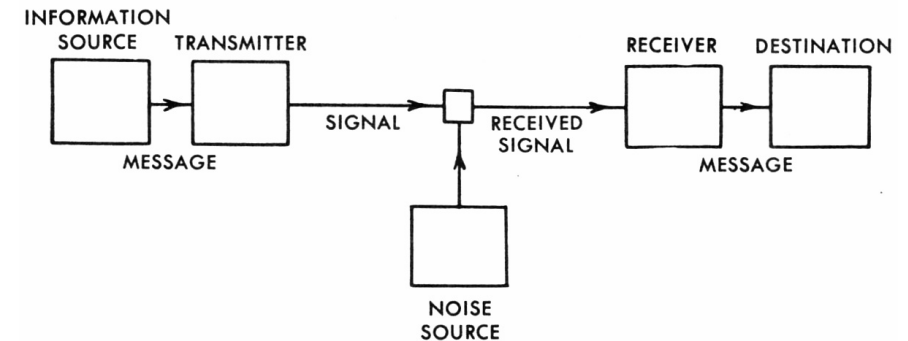 INFORMATION
SOURCE
TRANSMITTER
RECEIVER
DESTINATION
SIGNAL
RECEIVED
SIGNAL
MESSAGE
MESSAGE
NOISE
SOURCE